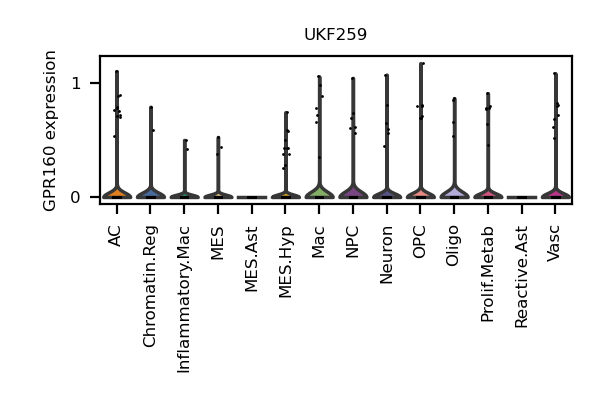 UKF259
GPR160 expression
1
0
AC
Chromatin.Reg
Inflammatory.Mac
MES
MES.Ast
MES.Hyp
Mac
NPC
Neuron
OPC
Oligo
Prolif.Metab
Reactive.Ast
Vasc